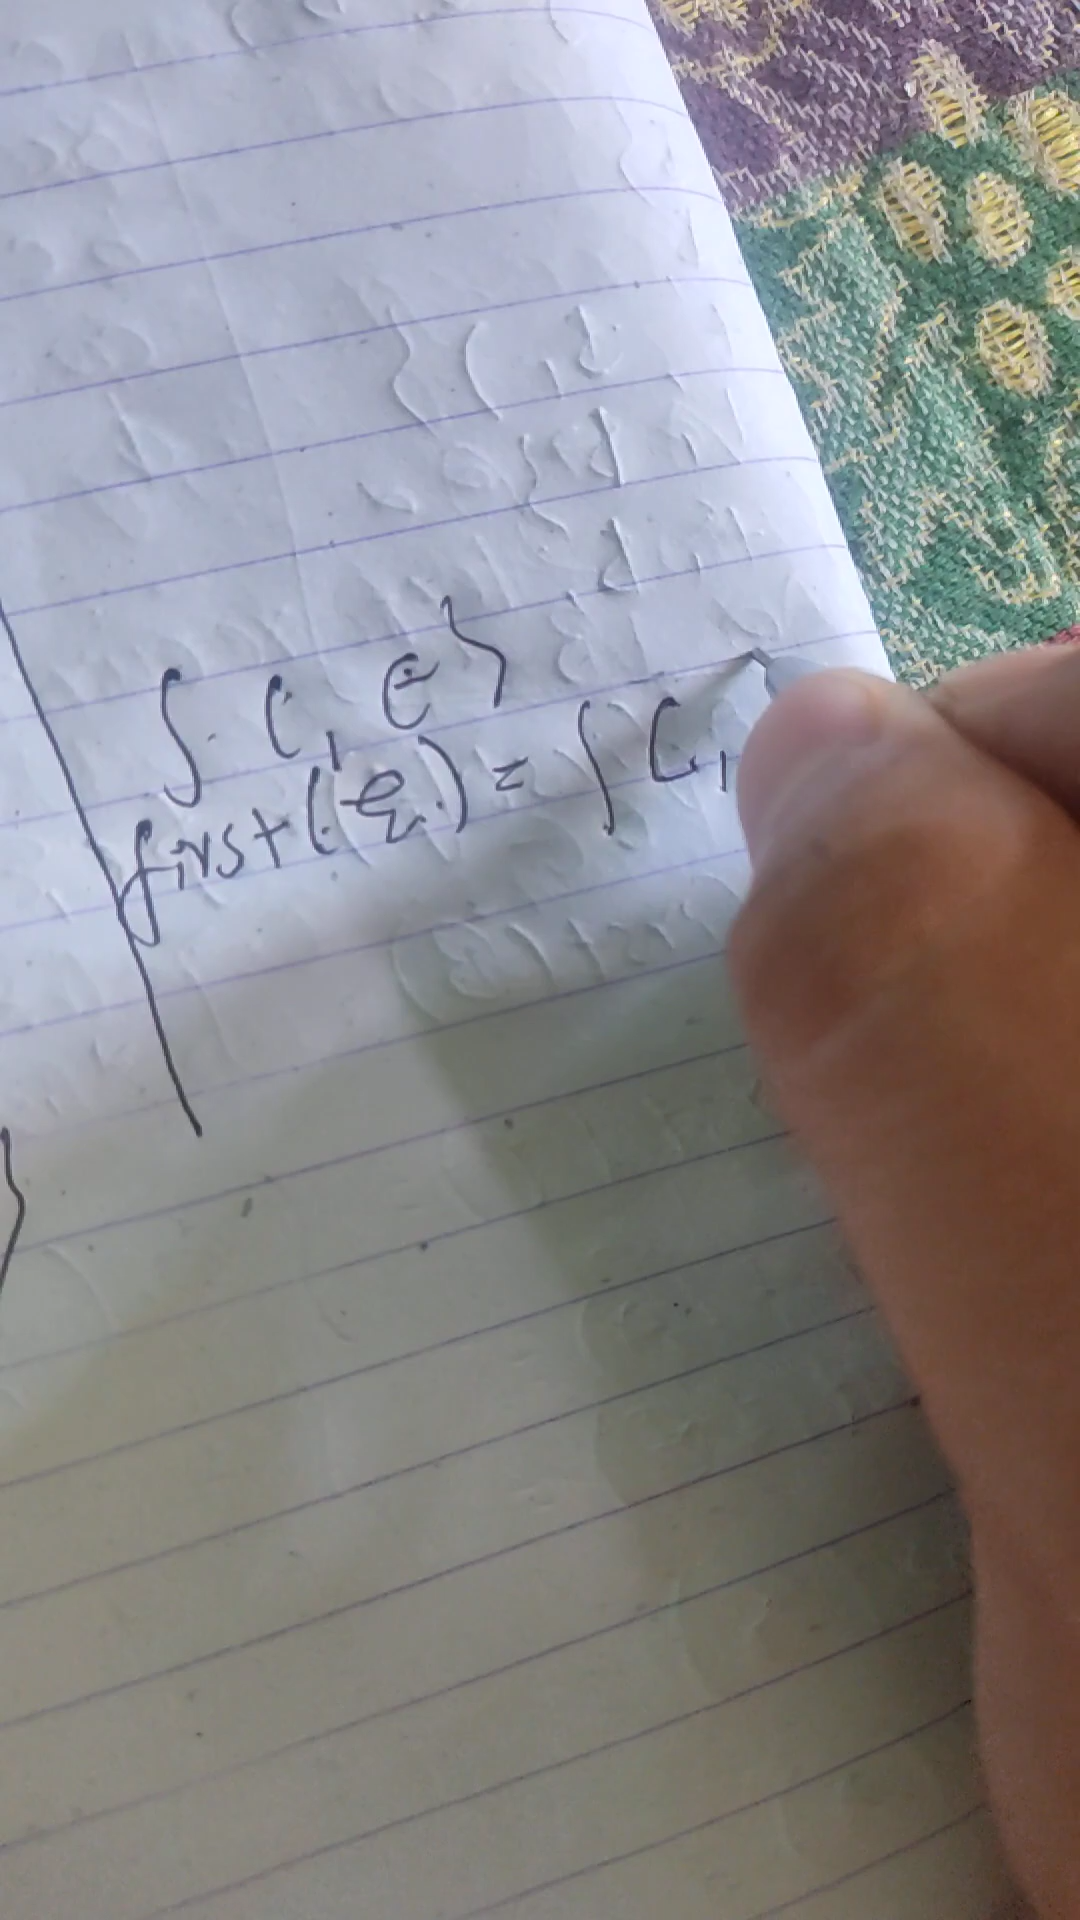 { C, e }
first(E) = { C,
}